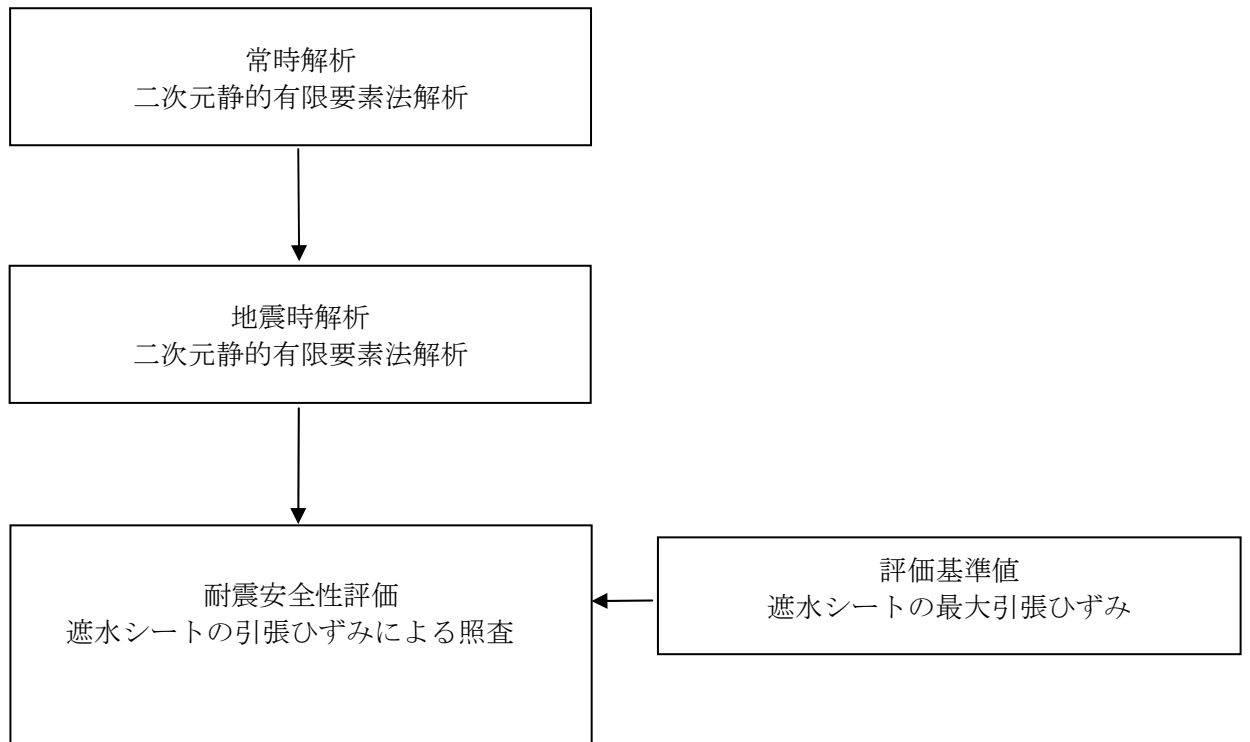 常時解析
二次元静的有限要素法解析
地震時解析
二次元静的有限要素法解析
耐震安全性評価
遮水シートの引張ひずみによる照査
評価基準値
遮水シートの最大引張ひずみ